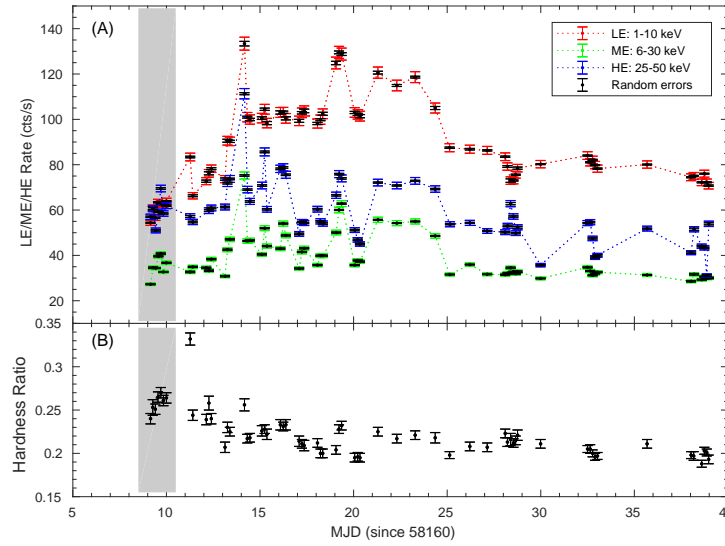 (A)
140
120
100
80
60
40
20
LE/ME/HE Rate (cts/s)
LE: 1-10 keV
ME: 6-30 keV
HE: 25-50 keV
Random errors
(B)
0.35
0.3
0.25
0.2
0.15
Hardness Ratio
5 10 15 20 25 30 35 40
MJD (since 58160)